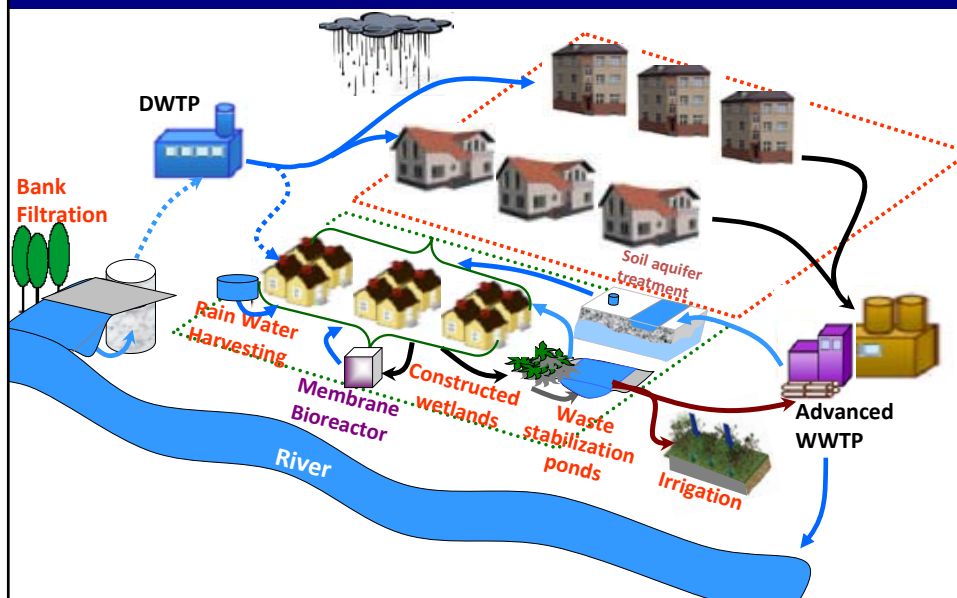 DWTP
Bank
Filtration
Soil aquifer
treatment
Rain Water
Harvesting
Membrane
Bioreactor
Constructed
wetlands
Waste
stabilization
ponds
Irrigation
Advanced
WWTP
River